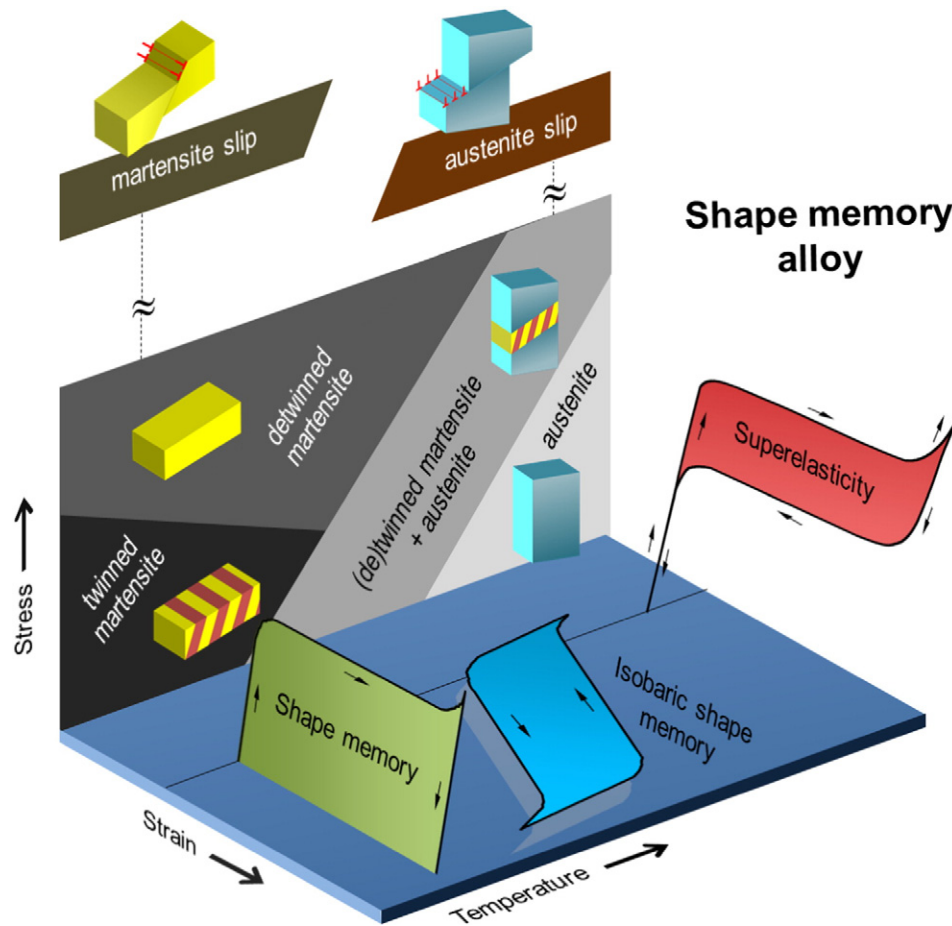 martensite slip
austenite slip
Shape memory
alloy
detwinned
martensite
(de)twinned martensite
+ austenite
austenite
twinned
martensite
Superelasticity
Stress
Shape memory
Isobaric shape
memory
Strain
Temperature